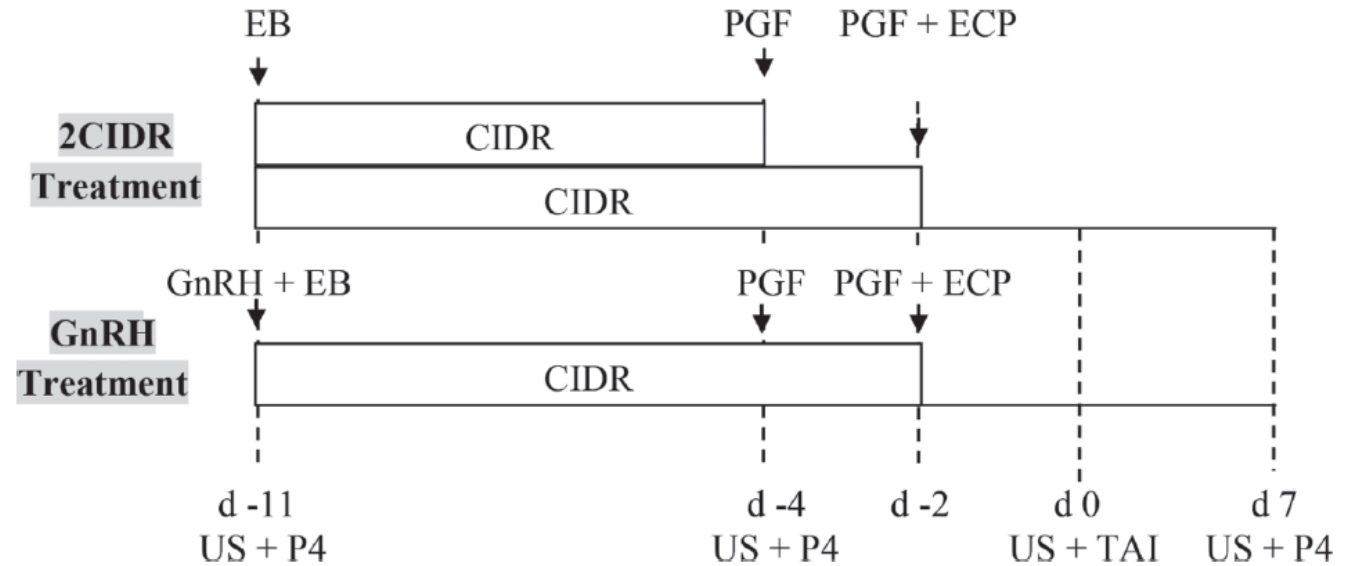 EB PGF PGF + ECP
2CIDR
Treatment
CIDR
CIDR
GnRH + EB PGF PGF + ECP
GnRH
Treatment
CIDR
d -11 d -4 d -2 d 0 d 7
US + P4 US + P4 US + TAI US + P4